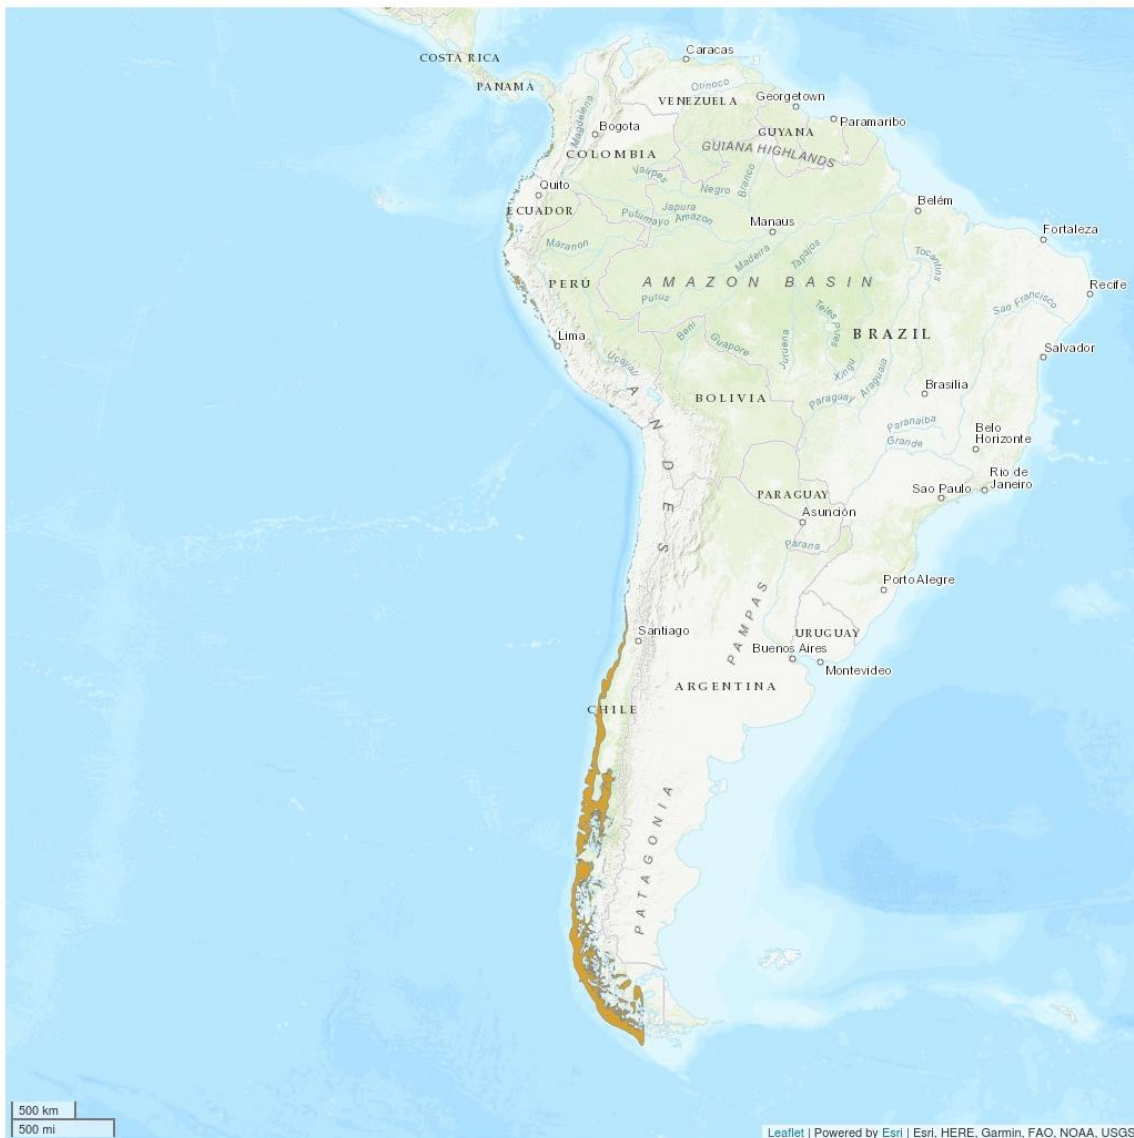 Caracas
COSTA RICA
PANAMÁ
Orinoco
VENEZUELA
Georgetown
Magdalena
Paramaribo
Bogota
GUYANA
COLOMBIA
GUIANA HIGHLANDS
Vaupes
Branco
Quito
Negro
ECUADOR
Japura
Belém
Putumayo
Amazon
Manaus
Fortaleza
Maranon
Madeira
Tapajos
Tocantins
PERÚ
AMAZON BASIN
Recife
Purus
Sao Francisco
Teles Pires
Beni
Lima
Guapore
Juruena
BRAZIL
Salvador
Ucayali
Xingu
Araguaia
Brasilia
ANDES
BOLIVIA
Paraguay
Paranaiba
Belo
Horizonte
Grande
Rio de
Janeiro
Sao Paulo
PARAGUAY
Asunción
Parana
Porto Alegre
PAMPAS
Santiago
URUGUAY
Buenos Aires
Montevideo
ARGENTINA
CHILE
PATAGONIA
500 km
500 mi
Leaflet | Powered by Esri | Esri, HERE, Garmin, FAO, NOAA, USGS